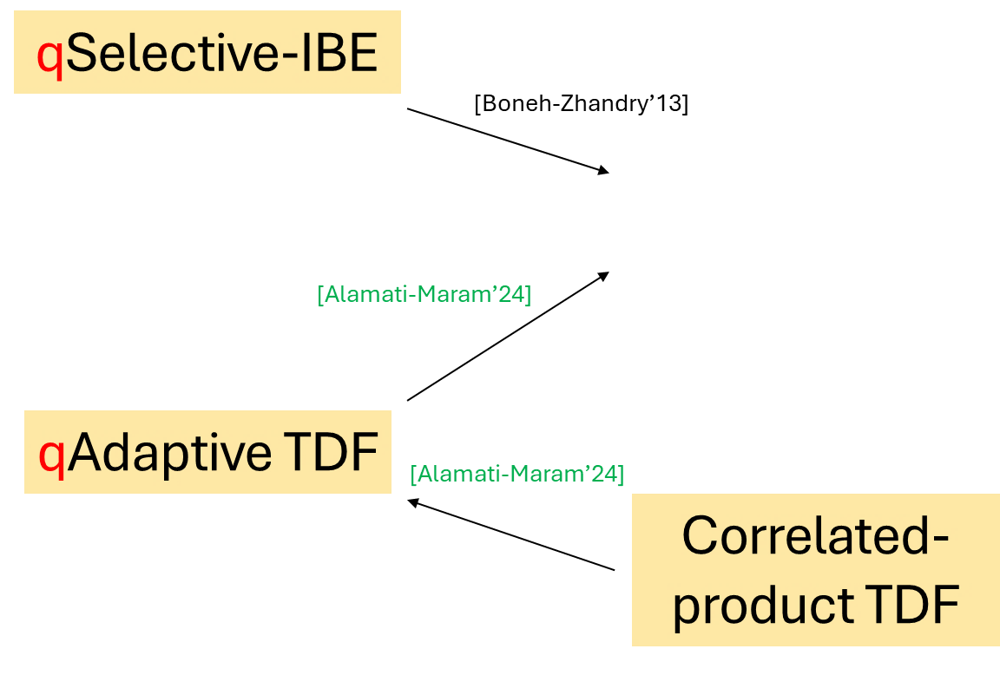 qSelective-IBE
[Boneh-Zhandry’13]
[Alamati-Maram’24]
qAdaptive TDF
[Alamati-Maram’24]
Correlated-
product TDF